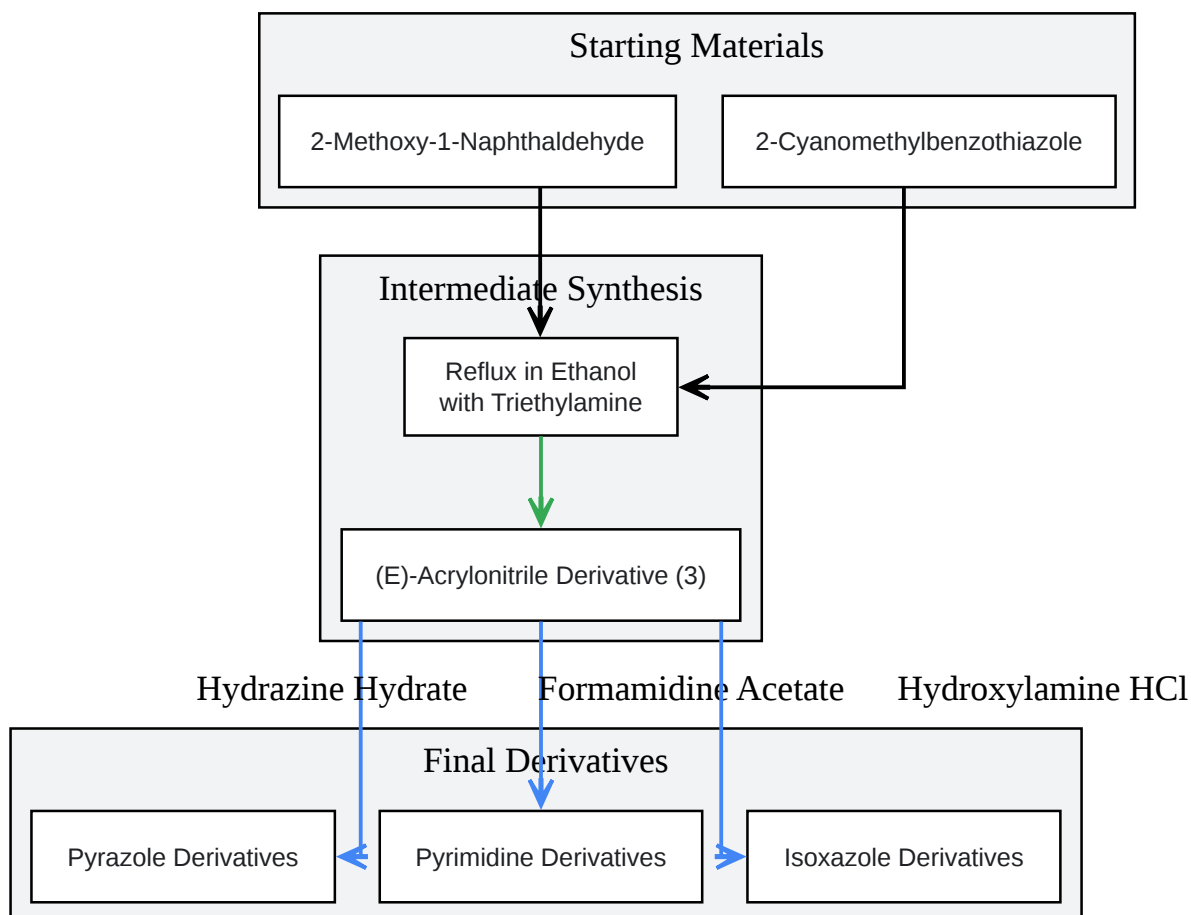 Starting Materials
2-Methoxy-1-Naphthaldehyde
2-Cyanomethylbenzothiazole
Intermediate Synthesis
Reflux in Ethanol
with Triethylamine
(E)-Acrylonitrile Derivative (3)
Hydrazine Hydrate
Formamidine Acetate
Hydroxylamine HCl
Final Derivatives
Pyrazole Derivatives
Pyrimidine Derivatives
Isoxazole Derivatives